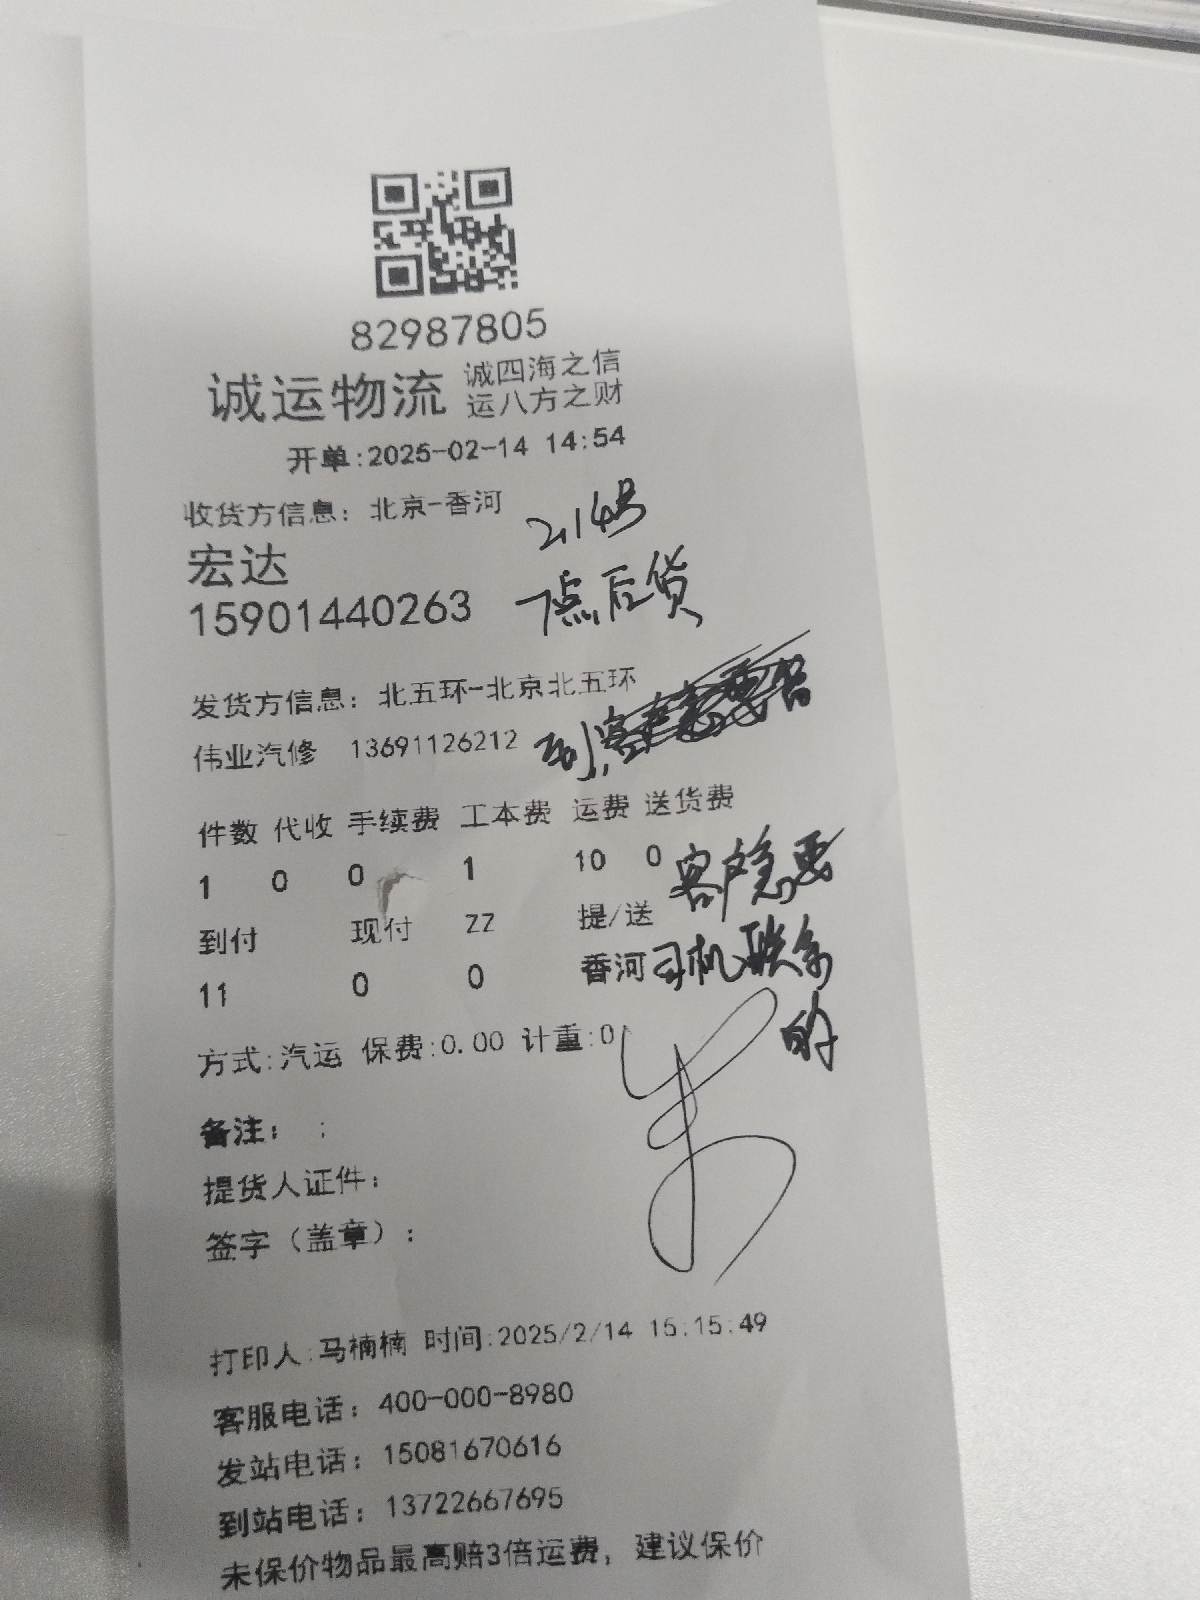 82987805
诚运物流 诚四海之信
运八方之财
开单:2025-02-14 14:54
收货方信息：北京-香河
2.14号
宏达
15901440263
7点后货
发货方信息：北五环-北京北五环
伟业汽修 13691126212
到
件数 代收 手续费 工本费 运费 送货费
1 0 0 1 10 0
客户急要
到付 现付 ZZ 提/送
11 0 0 香河
司机联系
的
方式:汽运 保费:0.00 计重:0
备注： ;
提货人证件：
签字（盖章）：
打印人:马楠楠 时间:2025/2/14 15:15:49
客服电话：400-000-8980
发站电话：15081670616
到站电话：13722667695
未保价物品最高赔3倍运费，建议保价